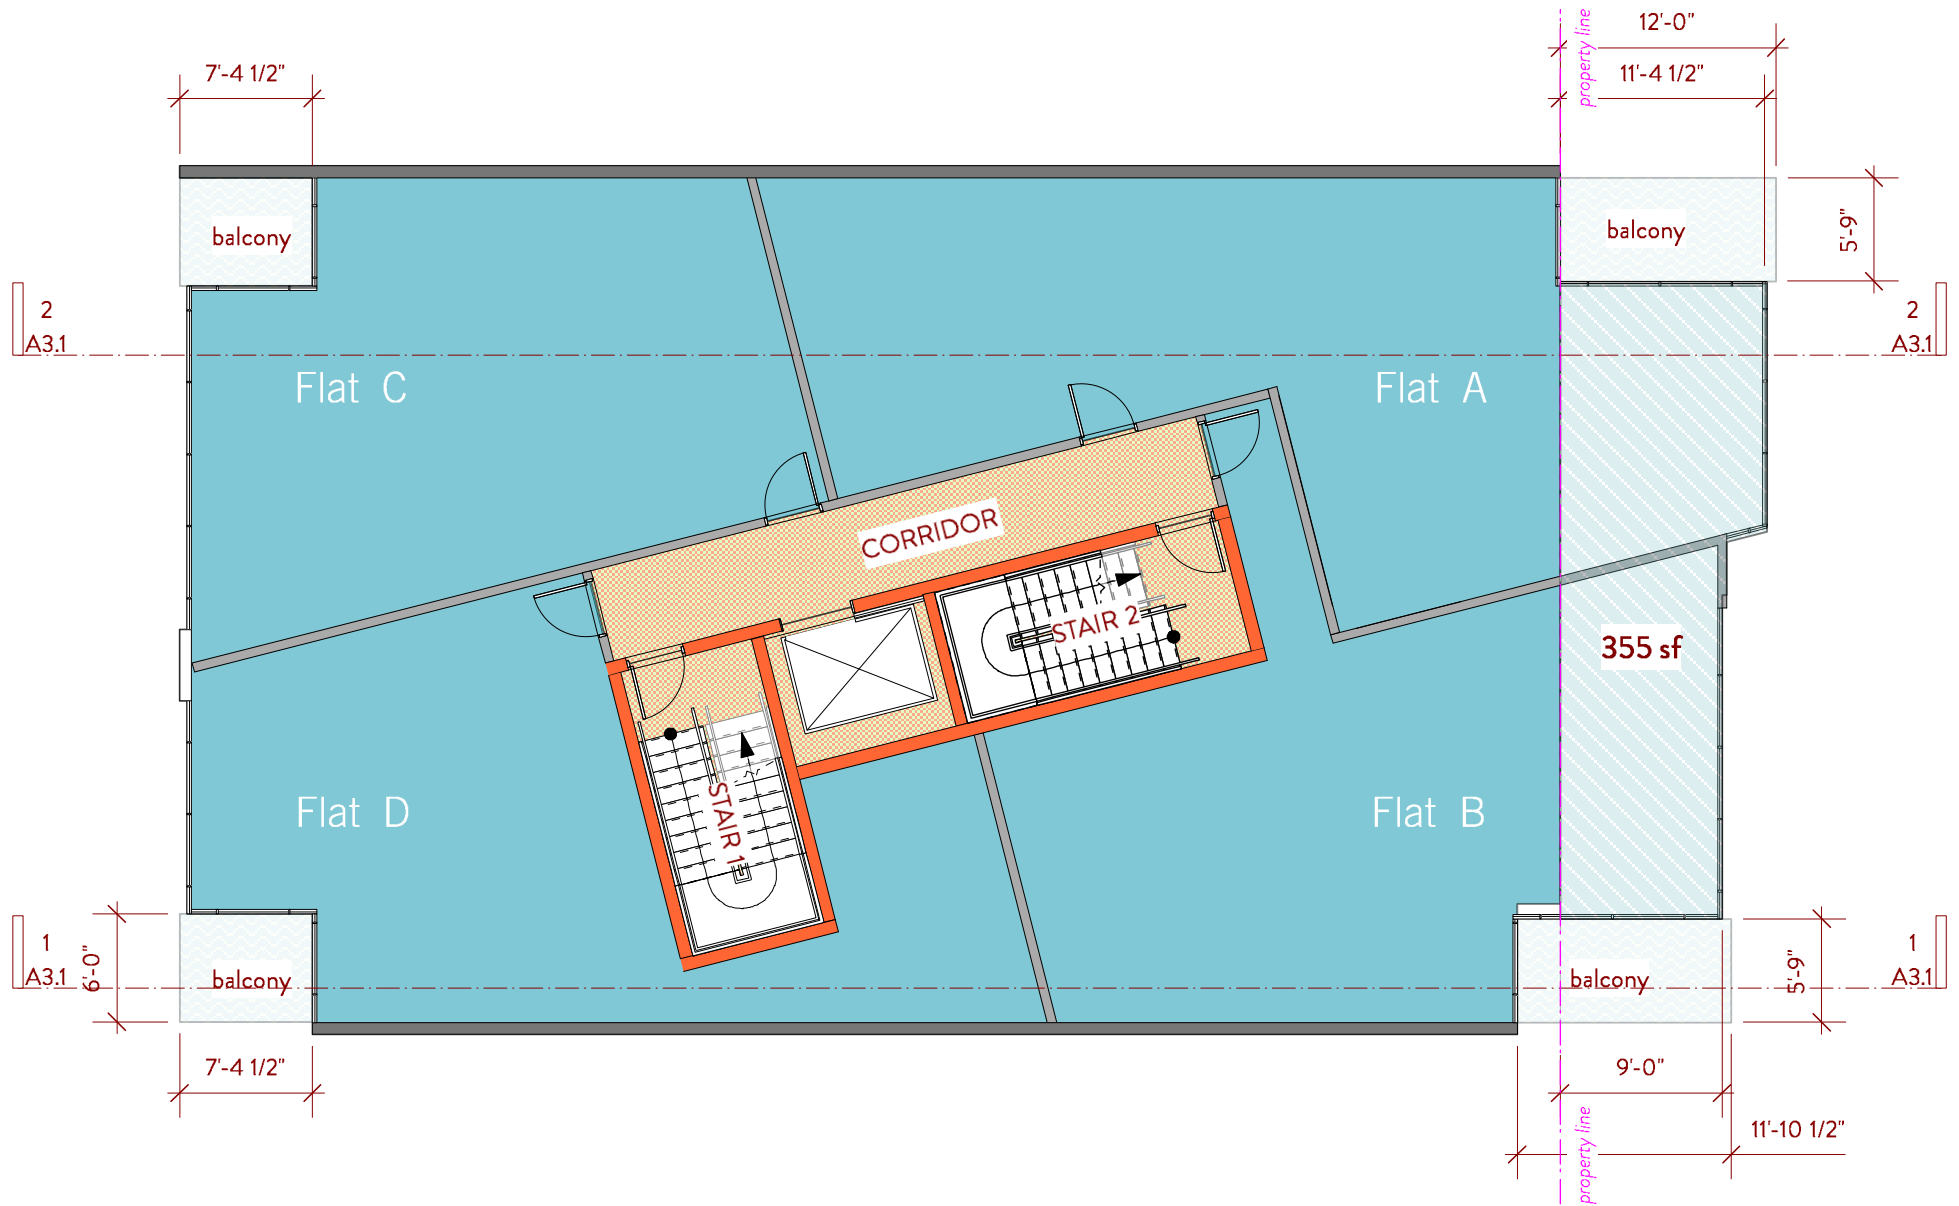 12'-0"
property line
7'-4 1/2"
11'-4 1/2"
balcony
balcony
5'-9"
2
A3.1
2
A3.1
Flat C
Flat A
CORRIDOR
STAIR 2
355 sf
STAIR 1
Flat D
Flat B
1
A3.1
6'-0"
balcony
balcony
5'-9"
1
A3.1
7'-4 1/2"
9'-0"
property line
11'-10 1/2"